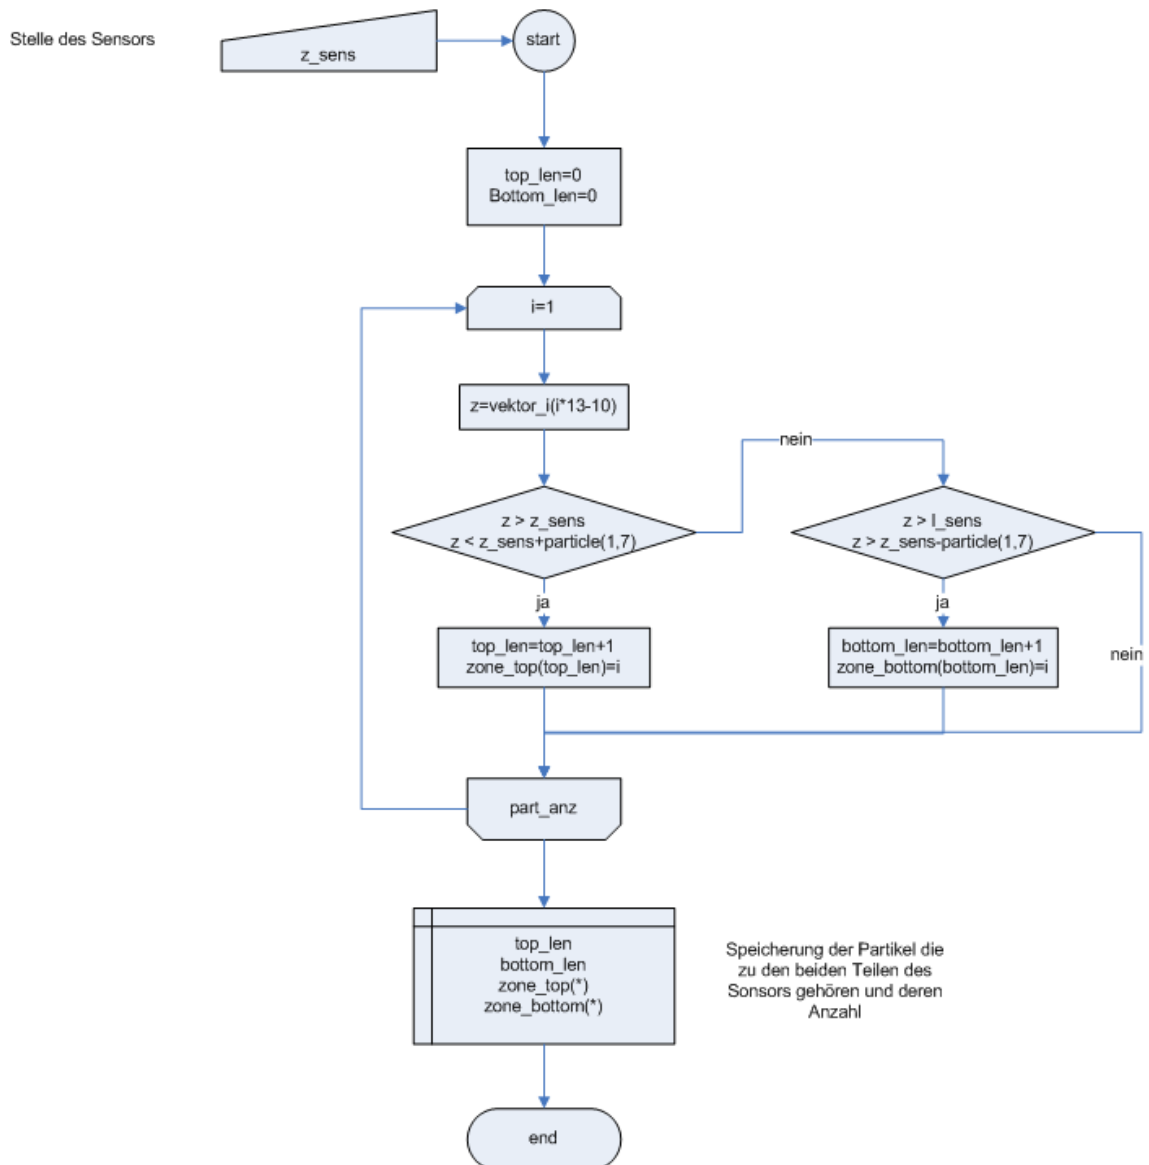 Stelle des Sensors
z_sens
start
top_len=0
Bottom_len=0
i=1
z=vektor_i(i*13-10)
nein
z > z_sens
z < z_sens+particle(1,7)
z > l_sens
z > z_sens-particle(1,7)
ja
ja
top_len=top_len+1
zone_top(top_len)=i
bottom_len=bottom_len+1
zone_bottom(bottom_len)=i
nein
part_anz
top_len
bottom_len
zone_top(*)
zone_bottom(*)
Speicherung der Partikel die
zu den beiden Teilen des
Sonsors gehören und deren
Anzahl
end